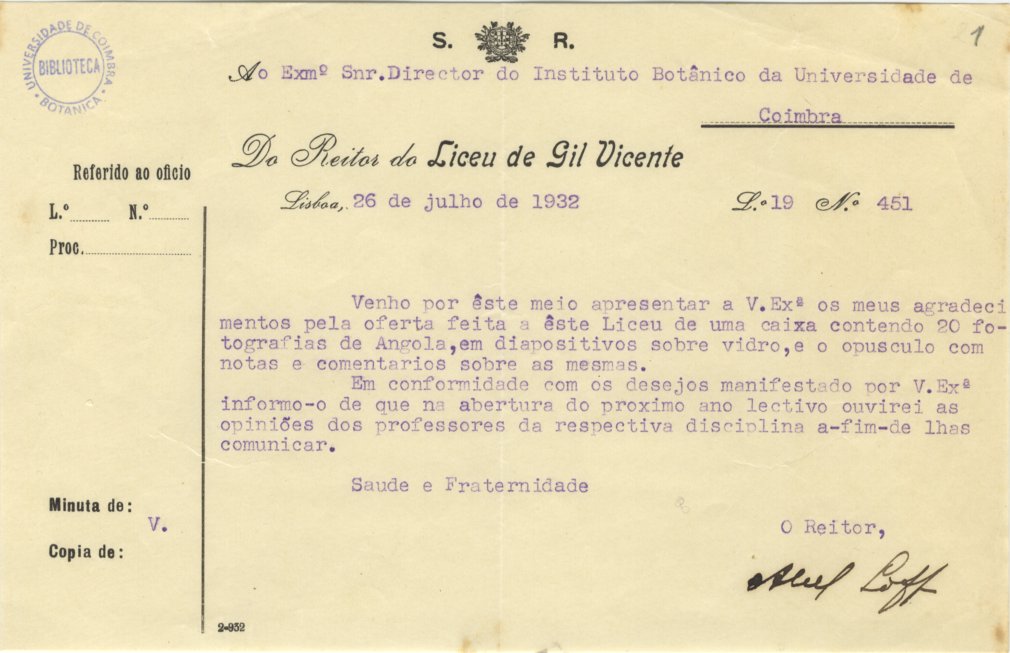 UNIVERSIDADE DE COIMBRA
BIBLIOTECA
BOTANICA
1
S. R.
Ao Exmº Snr.Director do Instituto Botânico da Universidade de
Coimbra
Do Reitor do Liceu de Gil Vicente
Lisboa, 26 de julho de 1932 L.º 19 N.º 451
Referido ao oficio
L.º N.º
Proc.
Venho por êste meio apresentar a V.Exª os meus agradeci
mentos pela oferta feita a êste Liceu de uma caixa contendo 20 fo-
tografias de Angola,em diapositivos sobre vidro,e o opusculo com
notas e comentarios sobre as mesmas.
Em conformidade com os desejos manifestado por V.Exª
informo-o de que na abertura do proximo ano lectivo ouvirei as
opiniões dos professores da respectiva disciplina a-fim-de lhas
comunicar.
Saude e Fraternidade
O Reitor,
Abel Loff
Minuta de:
V.
Copia de:
2-932